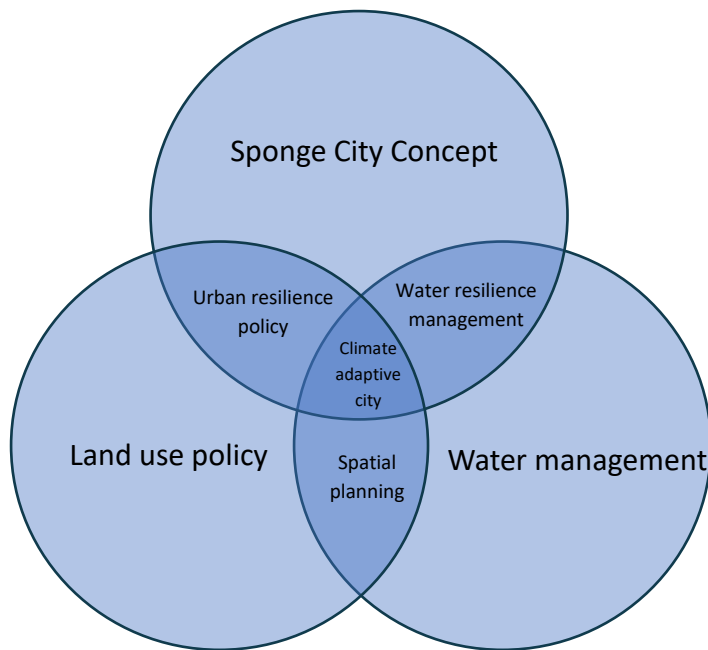 Sponge City Concept
Urban resilience
policy
Water resilience
management
Climate
adaptive
city
Land use policy
Spatial
planning
Water management